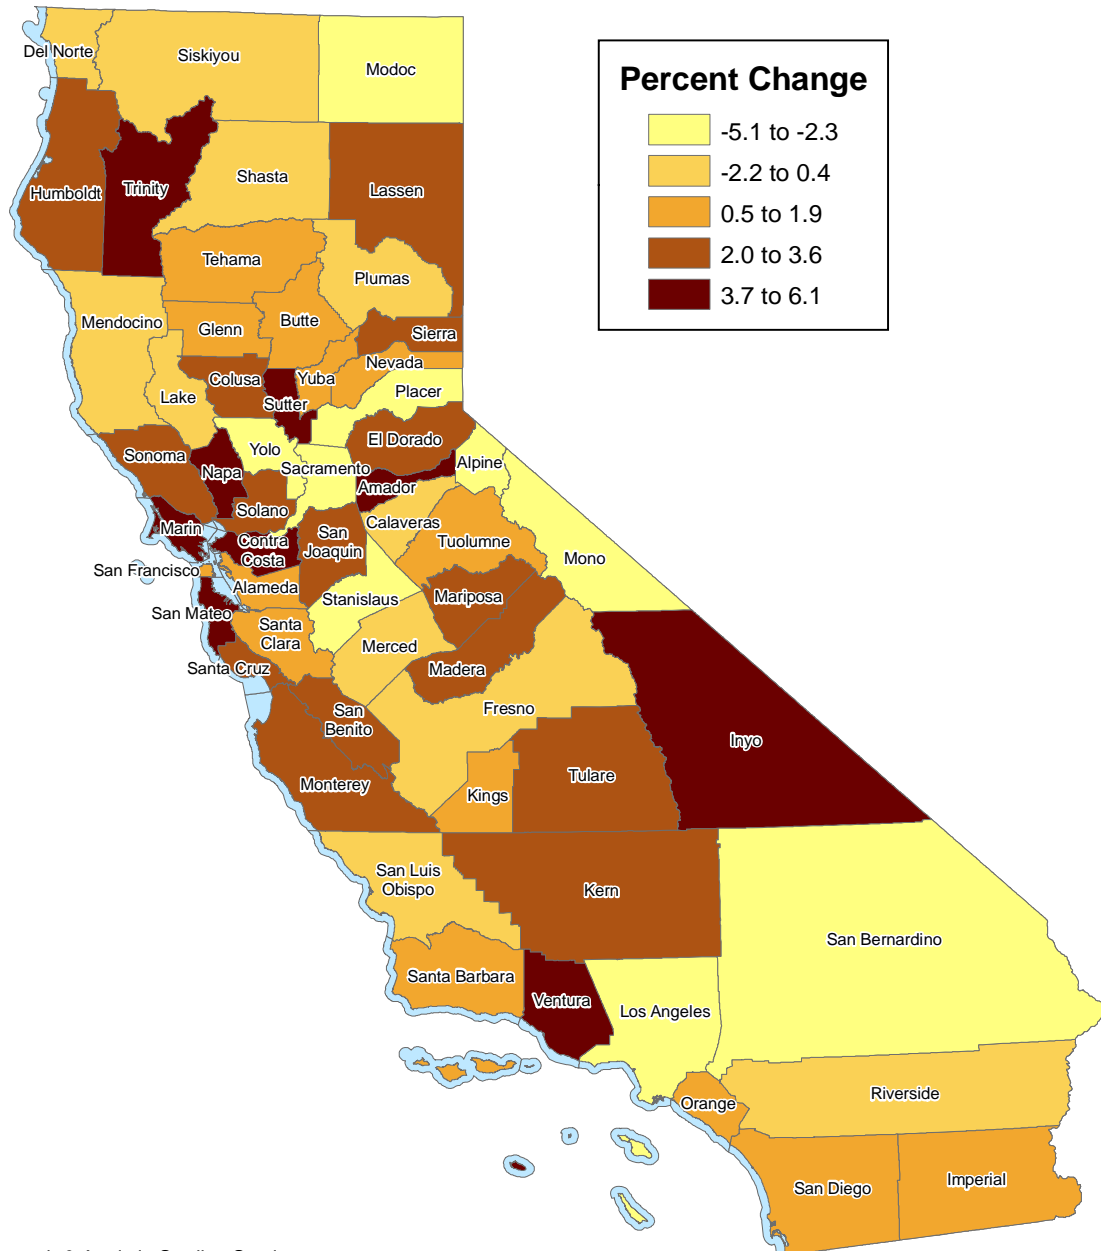 Del Norte
Siskiyou
Modoc
Percent Change
-5.1 to -2.3
-2.2 to 0.4
0.5 to 1.9
2.0 to 3.6
3.7 to 6.1
Humboldt
Trinity
Shasta
Lassen
Tehama
Plumas
Mendocino
Glenn
Butte
Sierra
Colusa
Yuba
Nevada
Lake
Sutter
Placer
Sonoma
Yolo
El Dorado
Napa
Sacramento
Alpine
Amador
Solano
Marin
Calaveras
Contra
Costa
San
Joaquin
Tuolumne
Mono
San Francisco
Alameda
Stanislaus
Mariposa
San Mateo
Santa
Clara
Merced
Santa Cruz
Madera
San
Benito
Fresno
Inyo
Monterey
Kings
Tulare
San Luis
Obispo
Kern
San Bernardino
Santa Barbara
Ventura
Los Angeles
Riverside
Orange
San Diego
Imperial